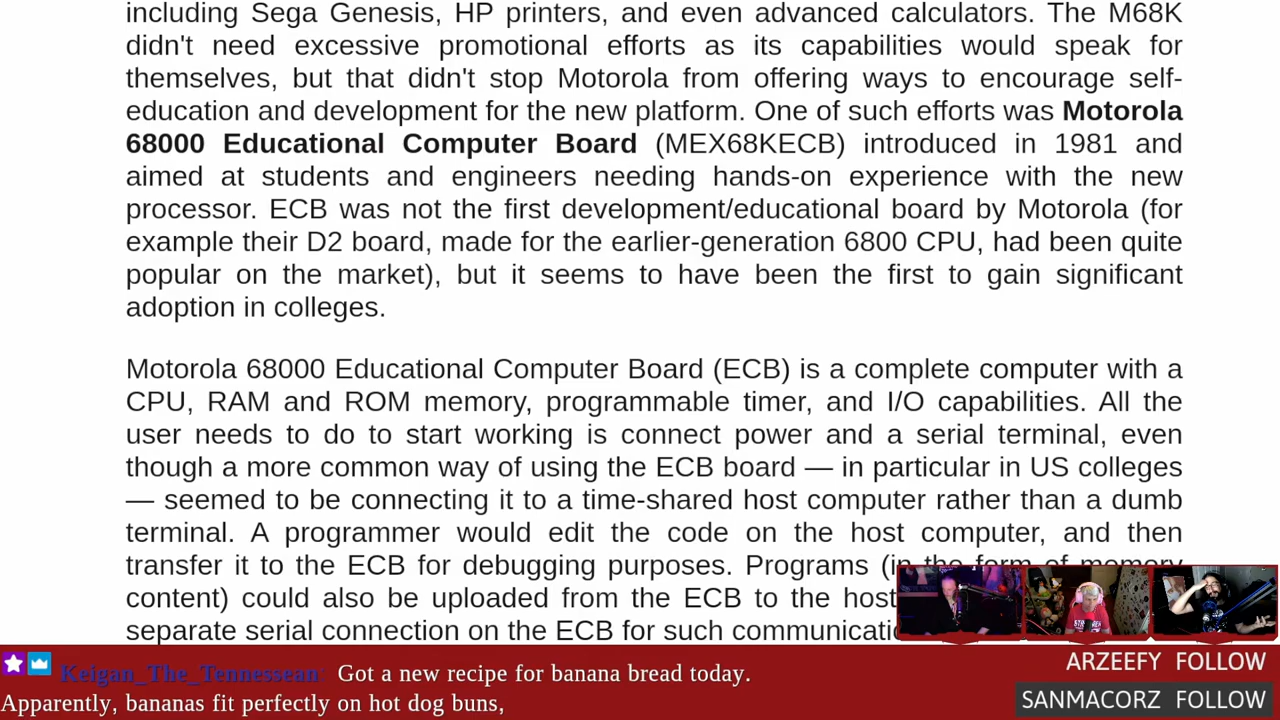 including Sega Genesis, HP printers, and even advanced calculators. The M68K
didn't need excessive promotional efforts as its capabilities would speak for
themselves, but that didn't stop Motorola from offering ways to encourage self-
education and development for the new platform. One of such efforts was Motorola
68000 Educational Computer Board (MEX68KECB) introduced in 1981 and
aimed at students and engineers needing hands-on experience with the new
processor. ECB was not the first development/educational board by Motorola (for
example their D2 board, made for the earlier-generation 6800 CPU, had been quite
popular on the market), but it seems to have been the first to gain significant
adoption in colleges.
Motorola 68000 Educational Computer Board (ECB) is a complete computer with a
CPU, RAM and ROM memory, programmable timer, and I/O capabilities. All the
user needs to do to start working is connect power and a serial terminal, even
though a more common way of using the ECB board — in particular in US colleges
— seemed to be connecting it to a time-shared host computer rather than a dumb
terminal. A programmer would edit the code on the host computer, and then
transfer it to the ECB for debugging purposes. Programs (in the form of memory
content) could also be uploaded from the ECB to the host
separate serial connection on the ECB for such
Keigan_The_Tennessean: Got a new recipe for banana bread today.
Apparently, bananas fit perfectly on hot dog buns,
ARZEEFY FOLLOW
SANMACORZ FOLLOW